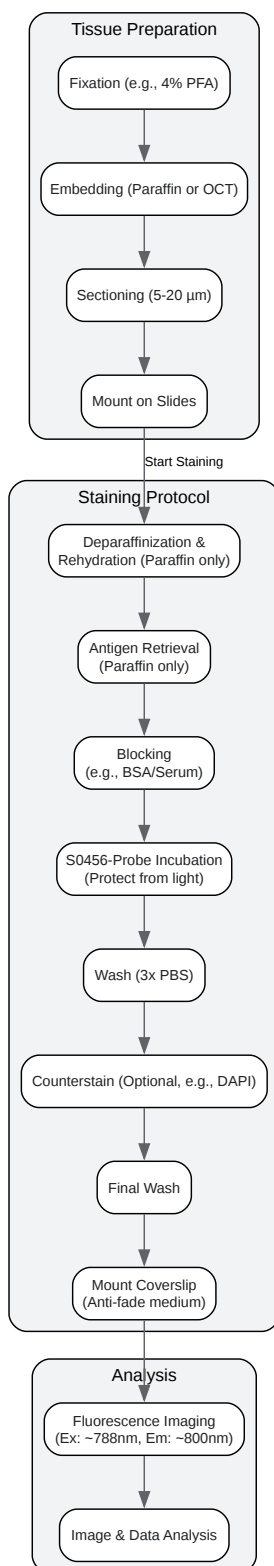 Tissue Preparation
Fixation (e.g., 4% PFA)
Embedding (Paraffin or OCT)
Sectioning (5-20 µm)
Mount on Slides
Start Staining
Staining Protocol
Deparaffinization &
Rehydration (Paraffin only)
Antigen Retrieval
(Paraffin only)
Blocking
(e.g., BSA/Serum)
S0456-Probe Incubation
(Protect from light)
Wash (3x PBS)
Counterstain (Optional, e.g., DAPI)
Final Wash
Mount Coverslip
(Anti-fade medium)
Analysis
Fluorescence Imaging
(Ex: ~788nm, Em: ~800nm)
Image & Data Analysis